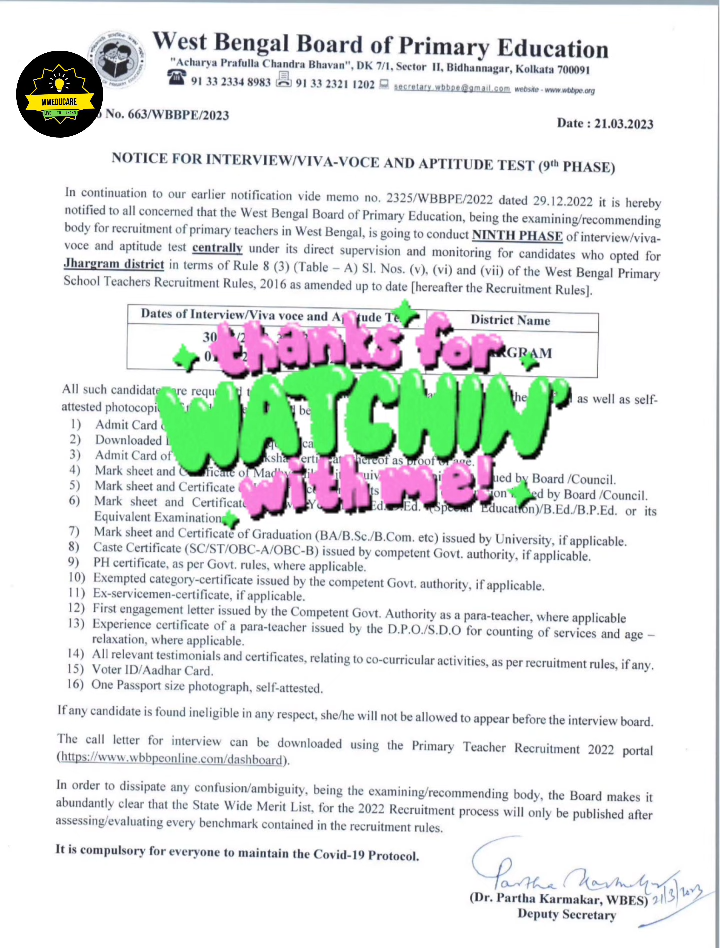 West Bengal Board of Primary Education
"Acharya Prafulla Chandra Bhavan", DK 7/1, Sector II, Bidhannagar, Kolkata 700091
91 33 2334 8983 91 33 2321 1202 secretary.wbbpe@gmail.com website - www.wbbpe.org
MMEDUCARE
No. 663/WBBPE/2023
Date : 21.03.2023
NOTICE FOR INTERVIEW/VIVA-VOCE AND APTITUDE TEST (9th PHASE)
In continuation to our earlier notification vide memo no. 2325/WBBPE/2022 dated 29.12.2022 it is hereby
notified to all concerned that the West Bengal Board of Primary Education, being the examining/recommending
body for recruitment of primary teachers in West Bengal, is going to conduct NINTH PHASE of interview/viva-
voce and aptitude test centrally under its direct supervision and monitoring for candidates who opted for
Jhargram district in terms of Rule 8 (3) (Table – A) Sl. Nos. (v), (vi) and (vii) of the West Bengal Primary
School Teachers Recruitment Rules, 2016 as amended up to date [hereafter the Recruitment Rules].
Dates of Interview/Viva voce and District Name
thanks for
WATCHIN'
with me!
All such as well as self-
attested
1) Admit Card
2) Downloaded
3) Admit Card of thereof as proof of age.
4) Mark sheet and Certificate of by Board /Council.
5) Mark sheet and Certificate by Board /Council.
6) Mark sheet and Education)/B.Ed./B.P.Ed. or its
Equivalent Examination
7) Mark sheet and Certificate of Graduation (BA/B.Sc./B.Com. etc) issued by University, if applicable.
8) Caste Certificate (SC/ST/OBC-A/OBC-B) issued by competent Govt. authority, if applicable.
9) PH certificate, as per Govt. rules, where applicable.
10) Exempted category-certificate issued by the competent Govt. authority, if applicable.
11) Ex-servicemen-certificate, if applicable.
12) First engagement letter issued by the Competent Govt. Authority as a para-teacher, where applicable
13) Experience certificate of a para-teacher issued by the D.P.O./S.D.O for counting of services and age –
relaxation, where applicable.
14) All relevant testimonials and certificates, relating to co-curricular activities, as per recruitment rules, if any.
15) Voter ID/Aadhar Card.
16) One Passport size photograph, self-attested.
If any candidate is found ineligible in any respect, she/he will not be allowed to appear before the interview board.
The call letter for interview can be downloaded using the Primary Teacher Recruitment 2022 portal
(https://www.wbbpeonline.com/dashboard).
In order to dissipate any confusion/ambiguity, being the examining/recommending body, the Board makes it
abundantly clear that the State Wide Merit List, for the 2022 Recruitment process will only be published after
assessing/evaluating every benchmark contained in the recruitment rules.
It is compulsory for everyone to maintain the Covid-19 Protocol.
Partha Karmakar 21/3/2023
(Dr. Partha Karmakar, WBES)
Deputy Secretary